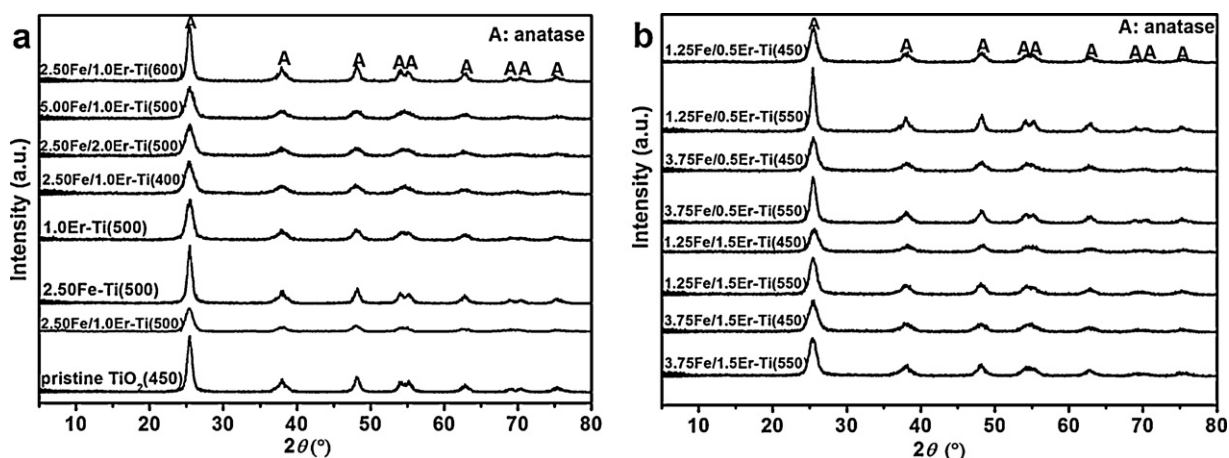 a
A
A: anatase
A A A A A A A A
2.50Fe/1.0Er-Ti(600)
5.00Fe/1.0Er-Ti(500)
2.50Fe/2.0Er-Ti(500)
2.50Fe/1.0Er-Ti(400)
1.0Er-Ti(500)
2.50Fe-Ti(500)
2.50Fe/1.0Er-Ti(500)
pristine TiO₂(450)
Intensity (a.u.)
10 20 30 40 50 60 70 80
2θ (°)
b
A
A: anatase
A A A A A A A A
1.25Fe/0.5Er-Ti(450)
1.25Fe/0.5Er-Ti(550)
3.75Fe/0.5Er-Ti(450)
3.75Fe/0.5Er-Ti(550)
1.25Fe/1.5Er-Ti(450)
1.25Fe/1.5Er-Ti(550)
3.75Fe/1.5Er-Ti(450)
3.75Fe/1.5Er-Ti(550)
Intensity (a.u.)
10 20 30 40 50 60 70 80
2θ (°)